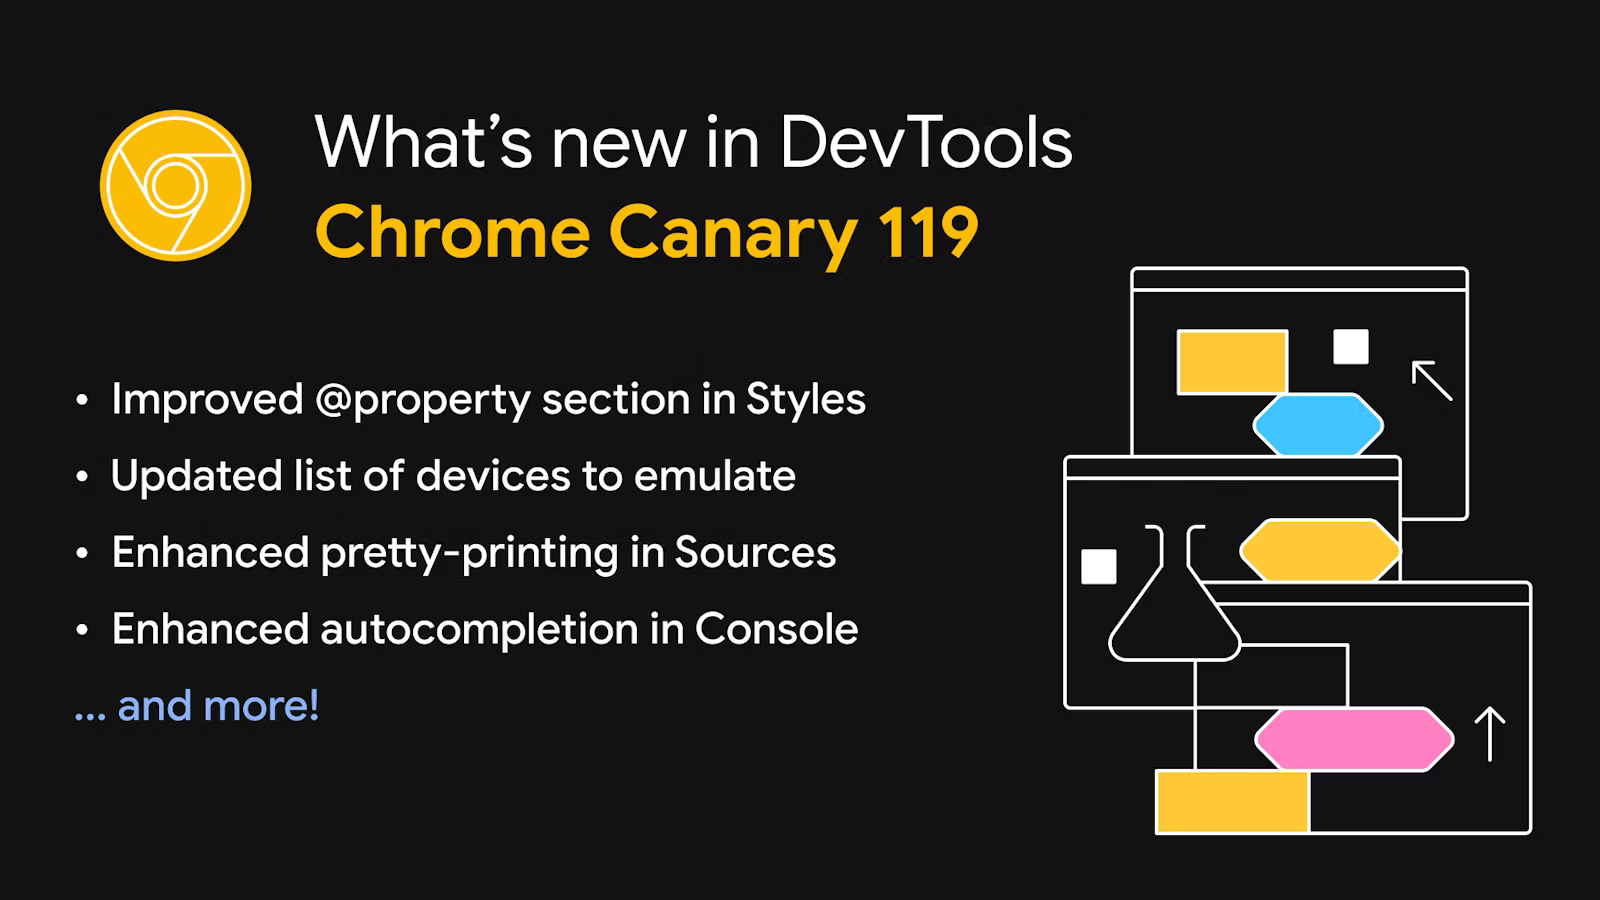 What’s new in DevTools
Chrome Canary 119
• Improved @property section in Styles
• Updated list of devices to emulate
• Enhanced pretty-printing in Sources
• Enhanced autocompletion in Console
... and more!